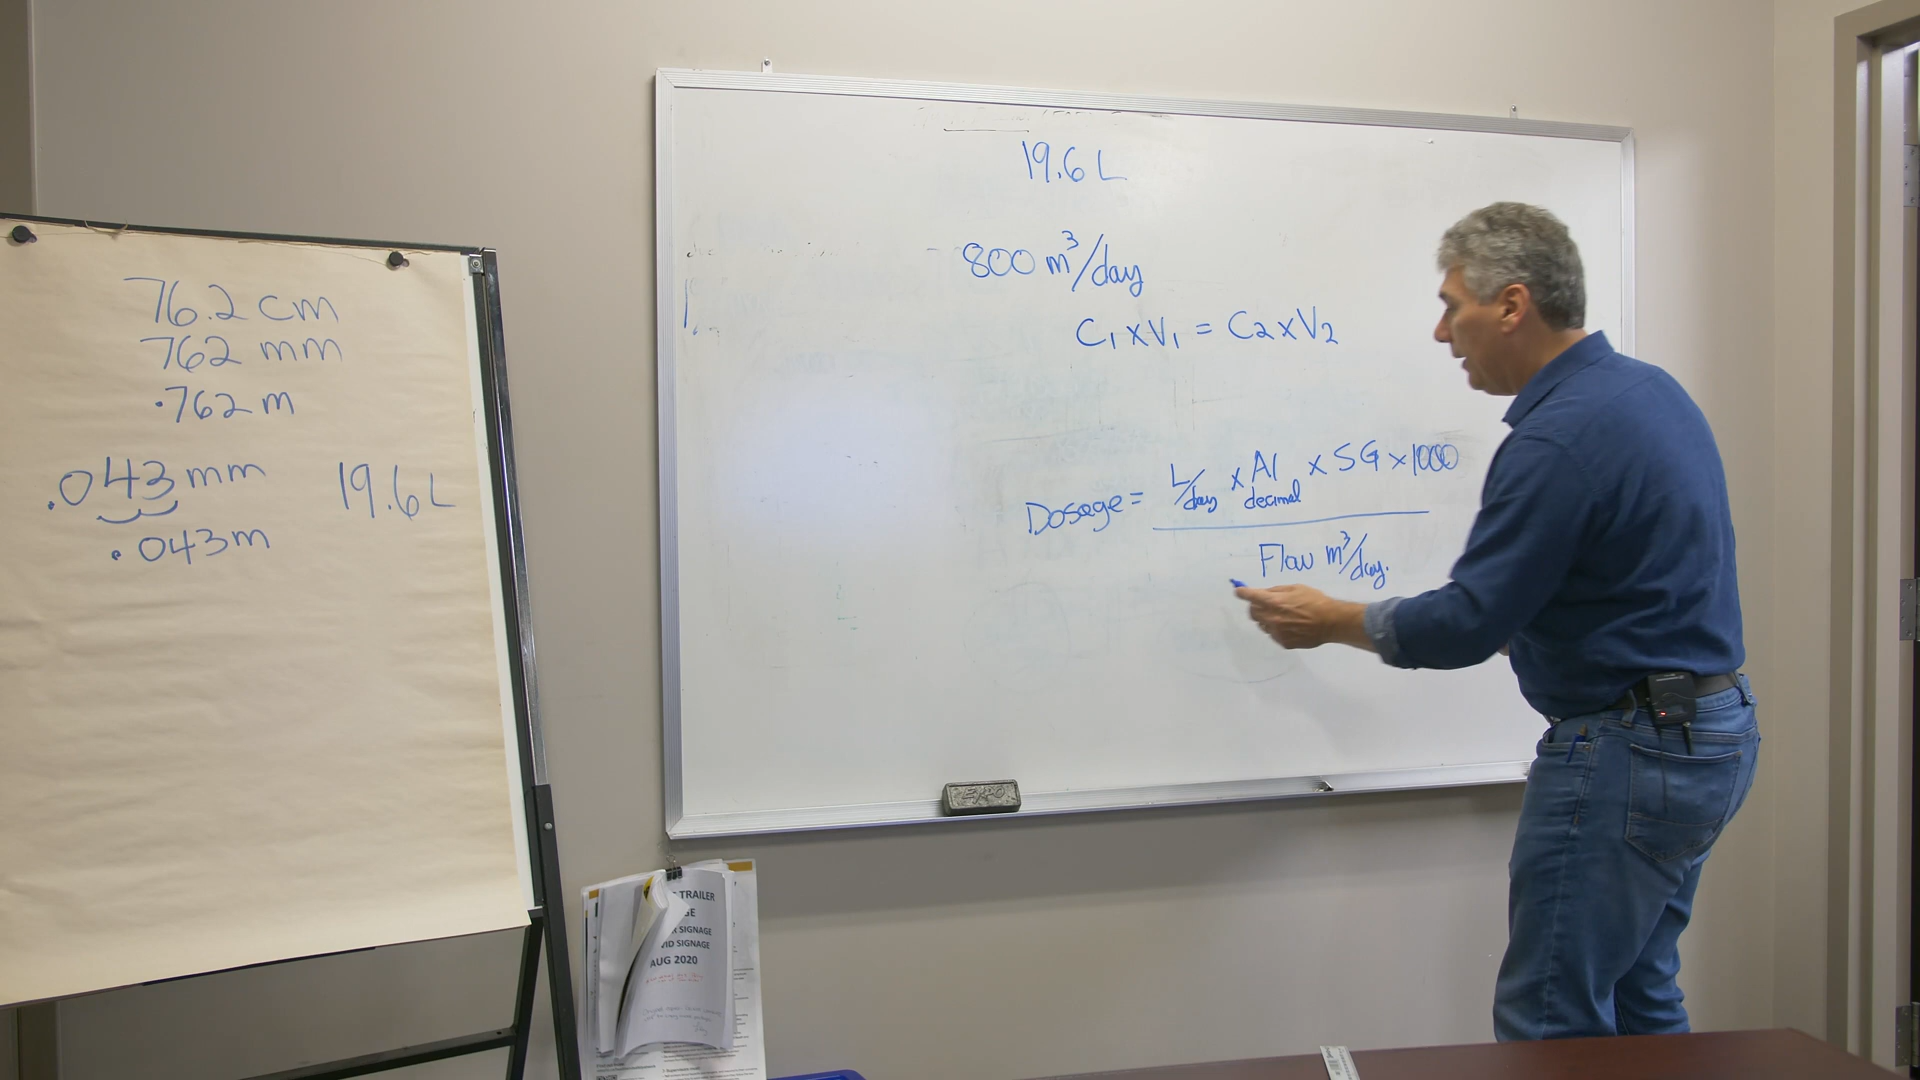 76.2 cm
762 mm
.762 m
.043 mm
19.6 L
.043 m
19.6 L
800 m³/day
C₁ x V₁ = C₂ x V₂
Dosage = L/day x AI decimal x SG x 1000
Flow m³/day.
EXPO
TRAILER
SIGNAGE
SIGNAGE
AUG 2020